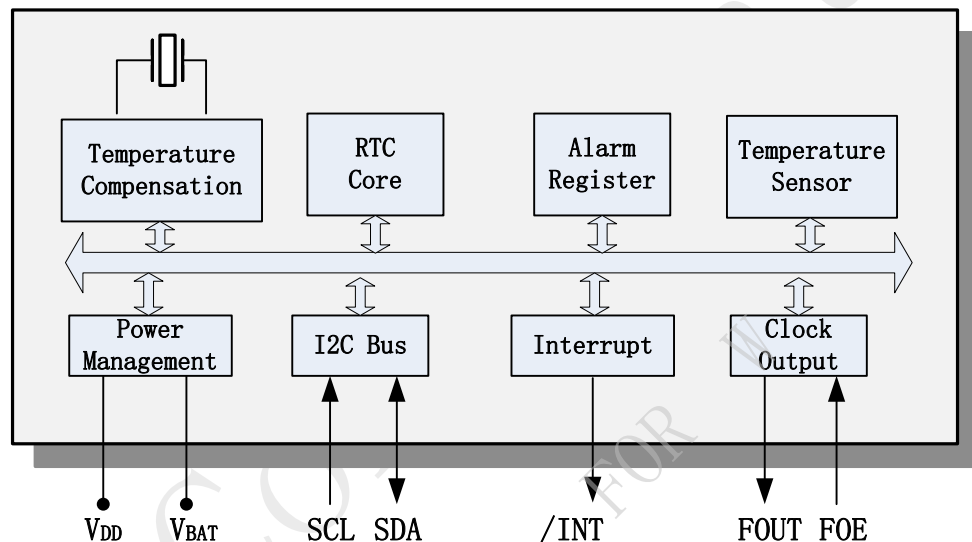 Temperature
Compensation
RTC
Core
Alarm
Register
Temperature
Sensor
Power
Management
I2C Bus
Interrupt
Clock
Output
VDD
VBAT
SCL
SDA
/INT
FOUT
FOE
FOR
W